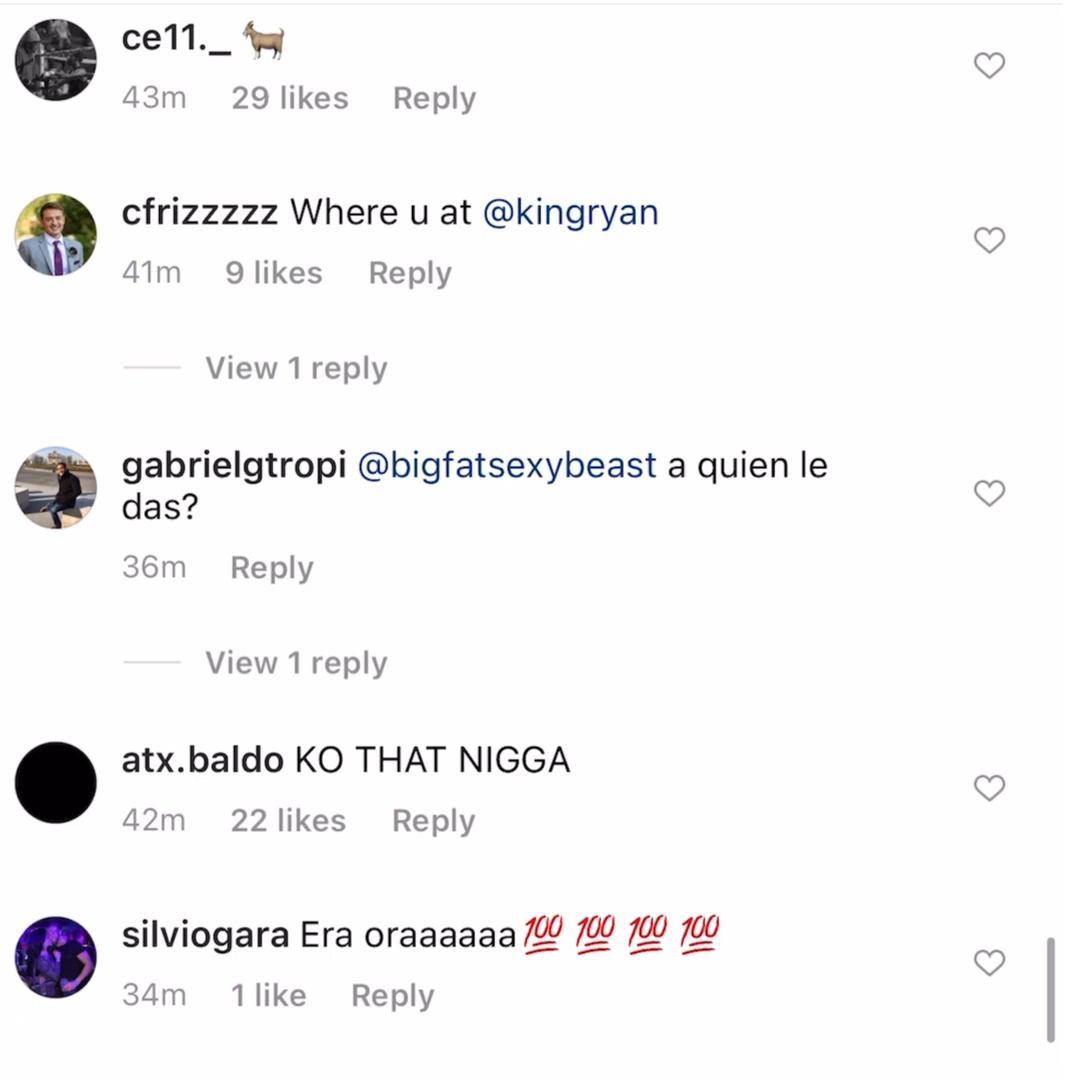 ce11._ 🐐
43m 29 likes Reply
cfrizzzzz Where u at @kingryan
41m 9 likes Reply
View 1 reply
gabrielgtropi @bigfatsexybeast a quien le
das?
36m Reply
View 1 reply
atx.baldo KO THAT NIGGA
42m 22 likes Reply
silviogara Era oraaaaaa💯 💯 💯 💯
34m 1 like Reply